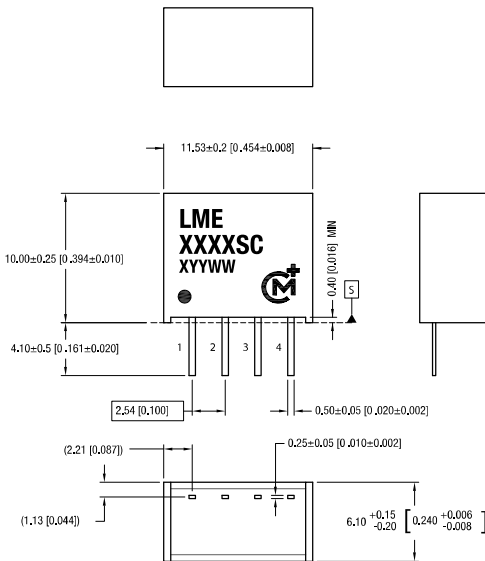 11.53±0.2 [0.454±0.008]
LME
XXXXSC
XYYWW
CM+
10.00±0.25 [0.394±0.010]
0.40 [0.016] MIN
S
4.10±0.5 [0.161±0.020]
1 2 3 4
2.54 [0.100]
0.50±0.05 [0.020±0.002]
(2.21 [0.087])
0.25±0.05 [0.010±0.002]
(1.13 [0.044])
6.10 +0.15 -0.20 [0.240 +0.006 -0.008]